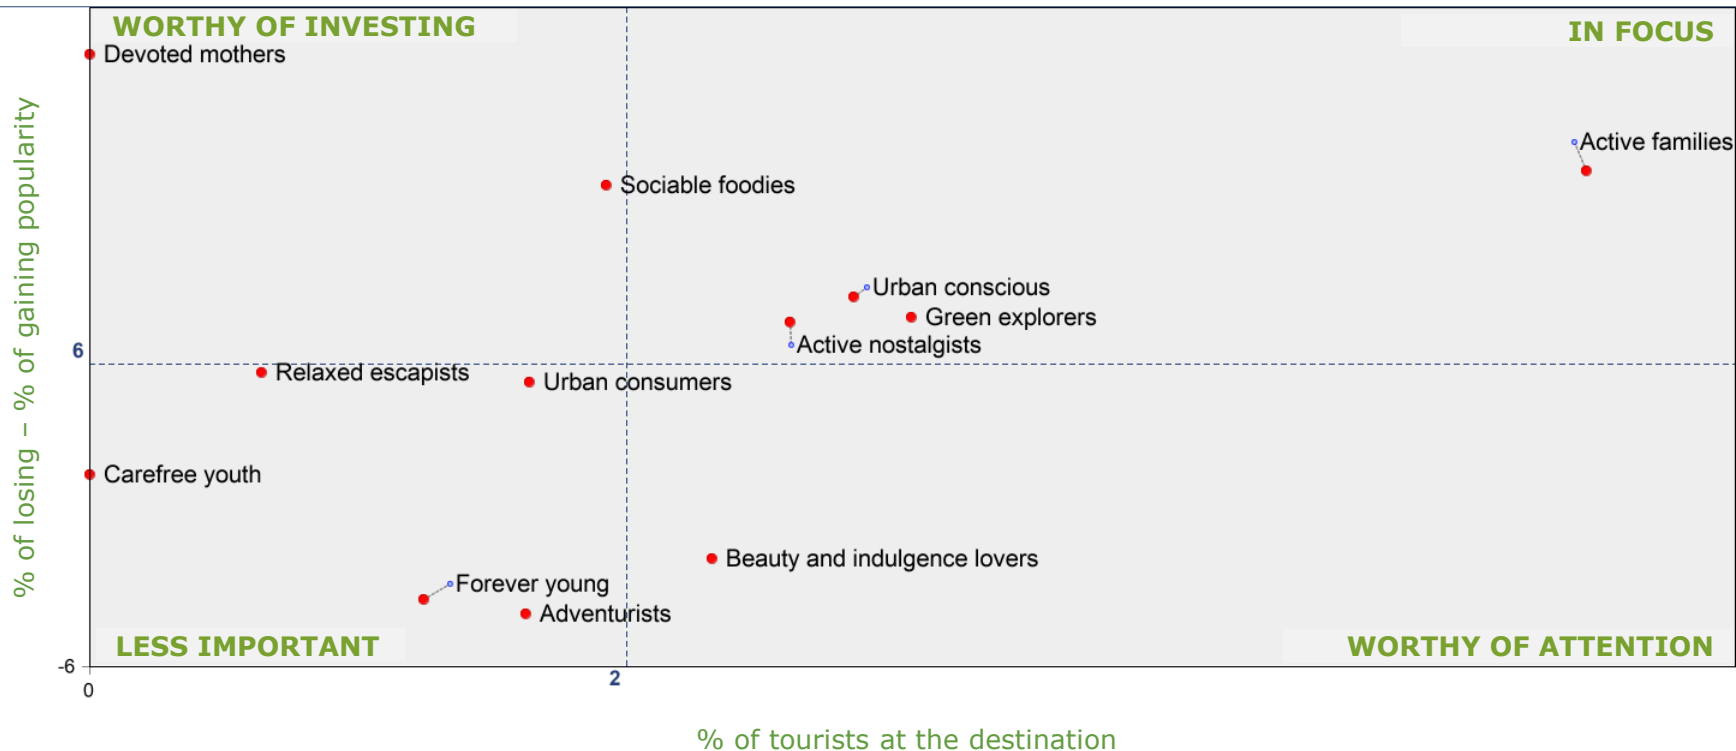 WORTHY OF INVESTING
IN FOCUS
Devoted mothers
Active families
Sociable foodies
Urban conscious
Green explorers
Active nostalgists
6
Relaxed escapists
Urban consumers
Carefree youth
Beauty and indulgence lovers
Forever young
Adventurists
LESS IMPORTANT
WORTHY OF ATTENTION
-6
0
2
% of tourists at the destination
% of losing – % of gaining popularity